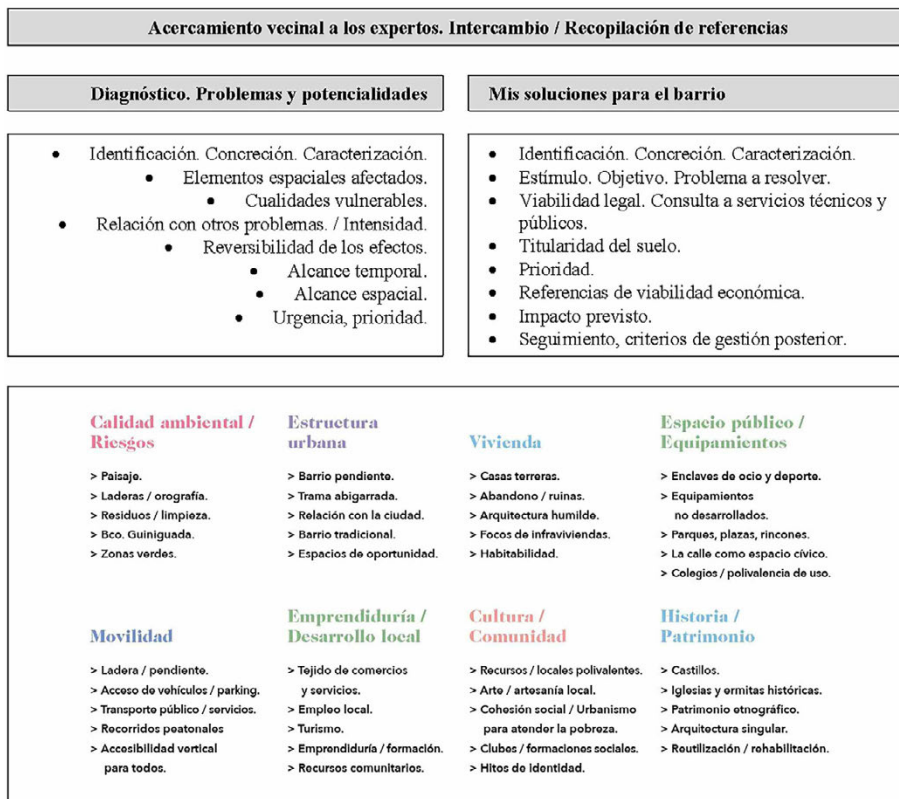 Acercamiento vecinal a los expertos. Intercambio / Recopilación de referencias
Diagnóstico. Problemas y potencialidades
• Identificación. Concreción. Caracterización.
• Elementos espaciales afectados.
• Cualidades vulnerables.
• Relación con otros problemas. / Intensidad.
• Reversibilidad de los efectos.
• Alcance temporal.
• Alcance espacial.
• Urgencia, prioridad.
Mis soluciones para el barrio
• Identificación. Concreción. Caracterización.
• Estímulo. Objetivo. Problema a resolver.
• Viabilidad legal. Consulta a servicios técnicos y
públicos.
• Titularidad del suelo.
• Prioridad.
• Referencias de viabilidad económica.
• Impacto previsto.
• Seguimiento, criterios de gestión posterior.
Calidad ambiental /
Riesgos
> Paisaje.
> Laderas / orografía.
> Residuos / limpieza.
> Bco. Guiniguada.
> Zonas verdes.
Estructura
urbana
> Barrio pendiente.
> Trama abigarrada.
> Relación con la ciudad.
> Barrio tradicional.
> Espacios de oportunidad.
Vivienda
> Casas terreras.
> Abandono / ruinas.
> Arquitectura humilde.
> Focos de infraviviendas.
> Habitabilidad.
Espacio público /
Equipamientos
> Enclaves de ocio y deporte.
> Equipamientos
no desarrollados.
> Parques, plazas, rincones.
> La calle como espacio cívico.
> Colegios / polivalencia de uso.
Movilidad
> Ladera / pendiente.
> Acceso de vehículos / parking.
> Transporte público / servicios.
> Recorridos peatonales
> Accesibilidad vertical
para todos.
Emprendiduría /
Desarrollo local
> Tejido de comercios
y servicios.
> Empleo local.
> Turismo.
> Emprendiduría / formación.
> Recursos comunitarios.
Cultura /
Comunidad
> Recursos / locales polivalentes.
> Arte / artesanía local.
> Cohesión social / Urbanismo
para atender la pobreza.
> Clubes / formaciones sociales.
> Hitos de identidad.
Historia /
Patrimonio
> Castillos.
> Iglesias y ermitas históricas.
> Patrimonio etnográfico.
> Arquitectura singular.
> Reutilización / rehabilitación.